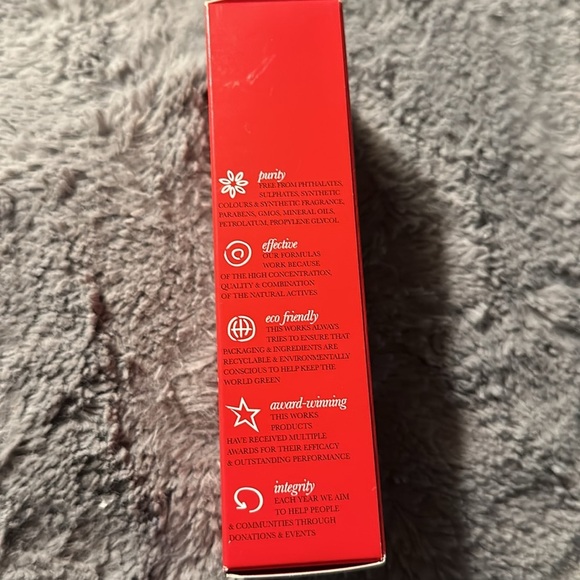 purity
FREE FROM PHTHALATES,
SULPHATES, SYNTHETIC
COLOURS & SYNTHETIC FRAGRANCE,
PARABENS, GMOS, MINERAL OILS,
PETROLATUM, PROPYLENE GLYCOL
effective
OUR FORMULAS
WORK BECAUSE
OF THE HIGH CONCENTRATION,
QUALITY & COMBINATION
OF THE NATURAL ACTIVES
eco friendly
THIS WORKS ALWAYS
TRIES TO ENSURE THAT
PACKAGING & INGREDIENTS ARE
RECYCLABLE & ENVIRONMENTALLY
CONSCIOUS TO HELP KEEP THE
WORLD GREEN
award-winning
THIS WORKS
PRODUCTS
HAVE RECEIVED MULTIPLE
AWARDS FOR THEIR EFFICACY
& OUTSTANDING PERFORMANCE
integrity
EACH YEAR WE AIM
TO HELP PEOPLE
& COMMUNITIES THROUGH
DONATIONS & EVENTS